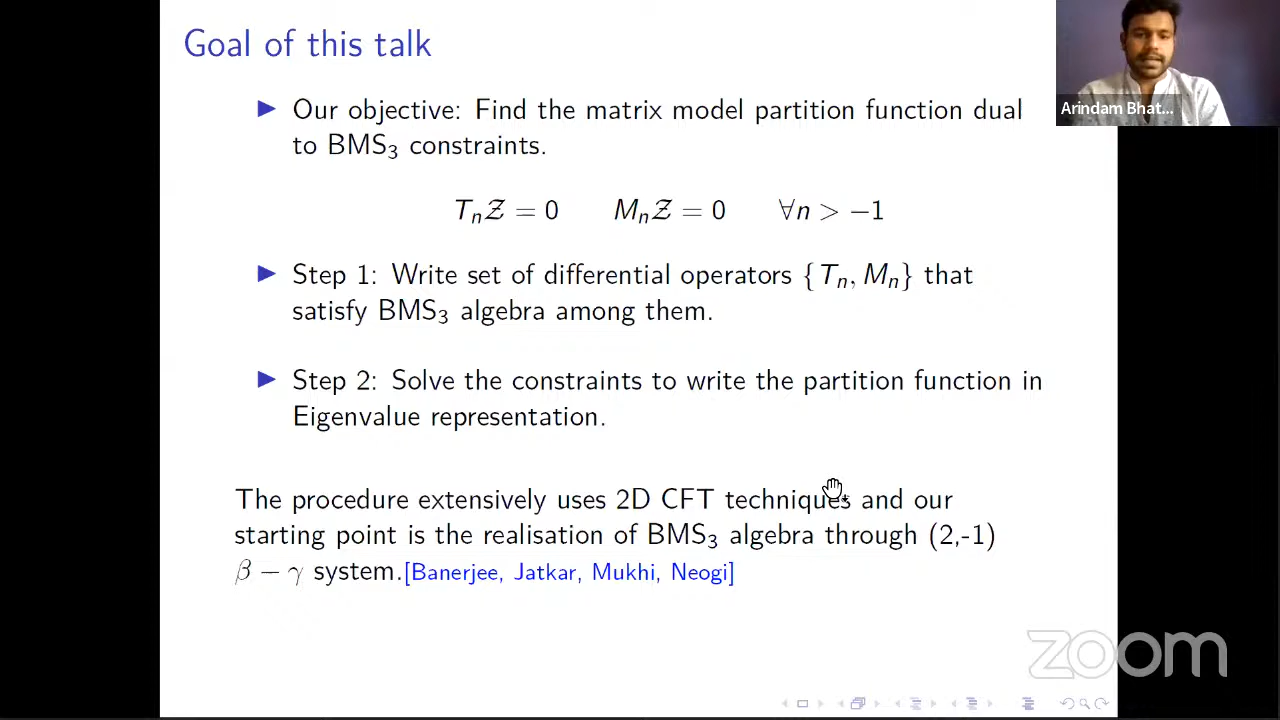 Goal of this talk
Arindam Bhat...
▶ Our objective: Find the matrix model partition function dual
to BMS₃ constraints.
TₙZ = 0 MₙZ = 0 ∀n > −1
▶ Step 1: Write set of differential operators {Tₙ, Mₙ} that
satisfy BMS₃ algebra among them.
▶ Step 2: Solve the constraints to write the partition function in
Eigenvalue representation.
The procedure extensively uses 2D CFT techniques and our
starting point is the realisation of BMS₃ algebra through (2,-1)
β − γ system.[Banerjee, Jatkar, Mukhi, Neogi]
zoom